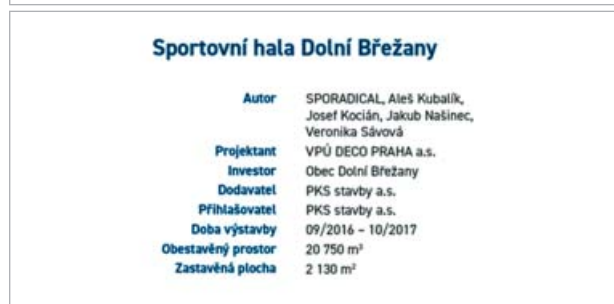 Sportovní hala Dolní Břežany
Autor SPORADICAL, Aleš Kubalík,
Josef Kocián, Jakub Našinec,
Veronika Sávová
Projektant VPÚ DECO PRAHA a.s.
Investor Obec Dolní Břežany
Dodavatel PKS stavby a.s.
Přihlašovatel PKS stavby a.s.
Doba výstavby 09/2016 – 10/2017
Obestavěný prostor 20 750 m³
Zastavěná plocha 2 130 m²